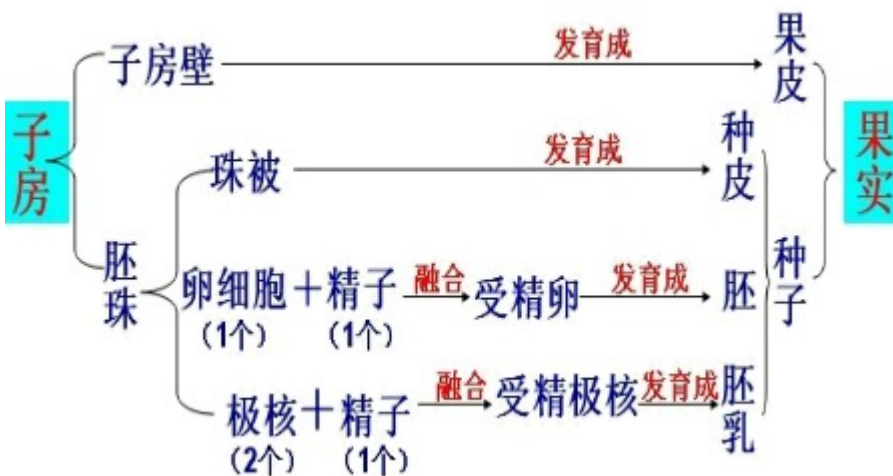 子房
子房壁 发育成 果皮
胚珠
珠被 发育成 种皮
卵细胞+精子 融合 受精卵 发育成 胚
(1个) (1个)
极核+精子 融合 受精极核 发育成 胚乳
(2个) (1个)
种子
果实